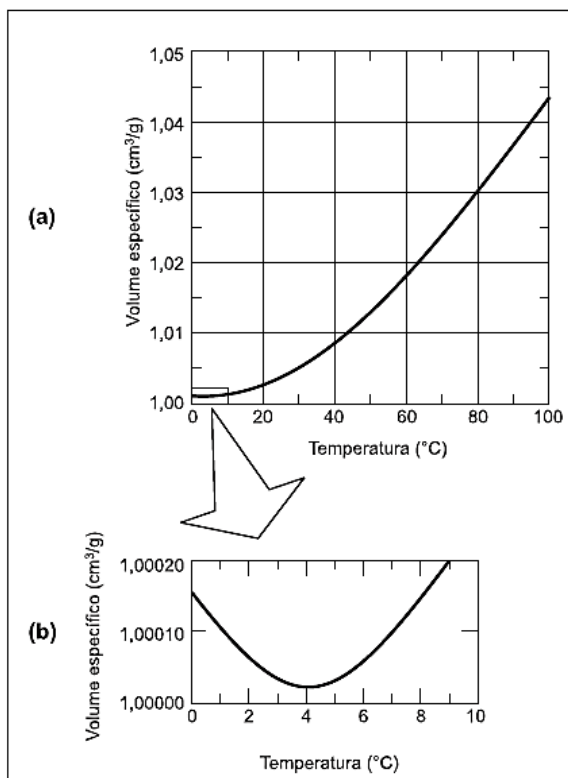 (a)
Volume específico (cm³/g)
1,05
1,04
1,03
1,02
1,01
1,00
0 20 40 60 80 100
Temperatura (°C)
(b)
Volume específico (cm³/g)
1,00020
1,00010
1,00000
0 2 4 6 8 10
Temperatura (°C)